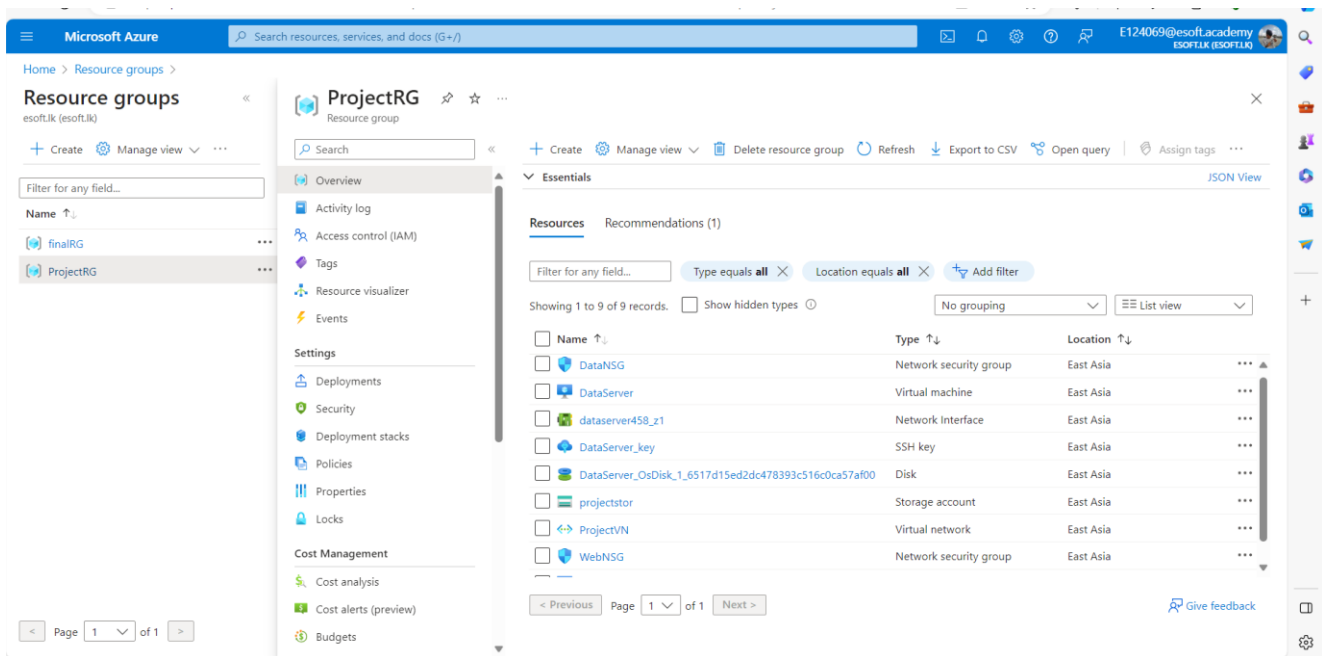 Microsoft Azure
Search resources, services, and docs (G+/)
E124069@esoft.academy
ESOFT.LK (ESOFT.LK)
Home > Resource groups >
Resource groups
esoft.lk (esoft.lk)
+ Create Manage view ...
Filter for any field...
Name ↑↓
finalRG ...
ProjectRG ...
< Page 1 of 1 >
ProjectRG ...
Resource group
Search
Overview
Activity log
Access control (IAM)
Tags
Resource visualizer
Events
Settings
Deployments
Security
Deployment stacks
Policies
Properties
Locks
Cost Management
Cost analysis
Cost alerts (preview)
Budgets
+ Create Manage view Delete resource group Refresh Export to CSV Open query Assign tags ...
Essentials JSON View
Resources Recommendations (1)
Filter for any field... Type equals all Location equals all Add filter
Showing 1 to 9 of 9 records. Show hidden types No grouping List view
Name ↑↓ Type ↑↓ Location ↑↓
DataNSG Network security group East Asia ...
DataServer Virtual machine East Asia ...
dataserver458_z1 Network Interface East Asia ...
DataServer_key SSH key East Asia ...
DataServer_OsDisk_1_6517d15ed2dc478393c516c0ca57af00 Disk East Asia ...
projectstor Storage account East Asia ...
ProjectVN Virtual network East Asia ...
WebNSG Network security group East Asia ...
< Previous Page 1 of 1 Next > Give feedback